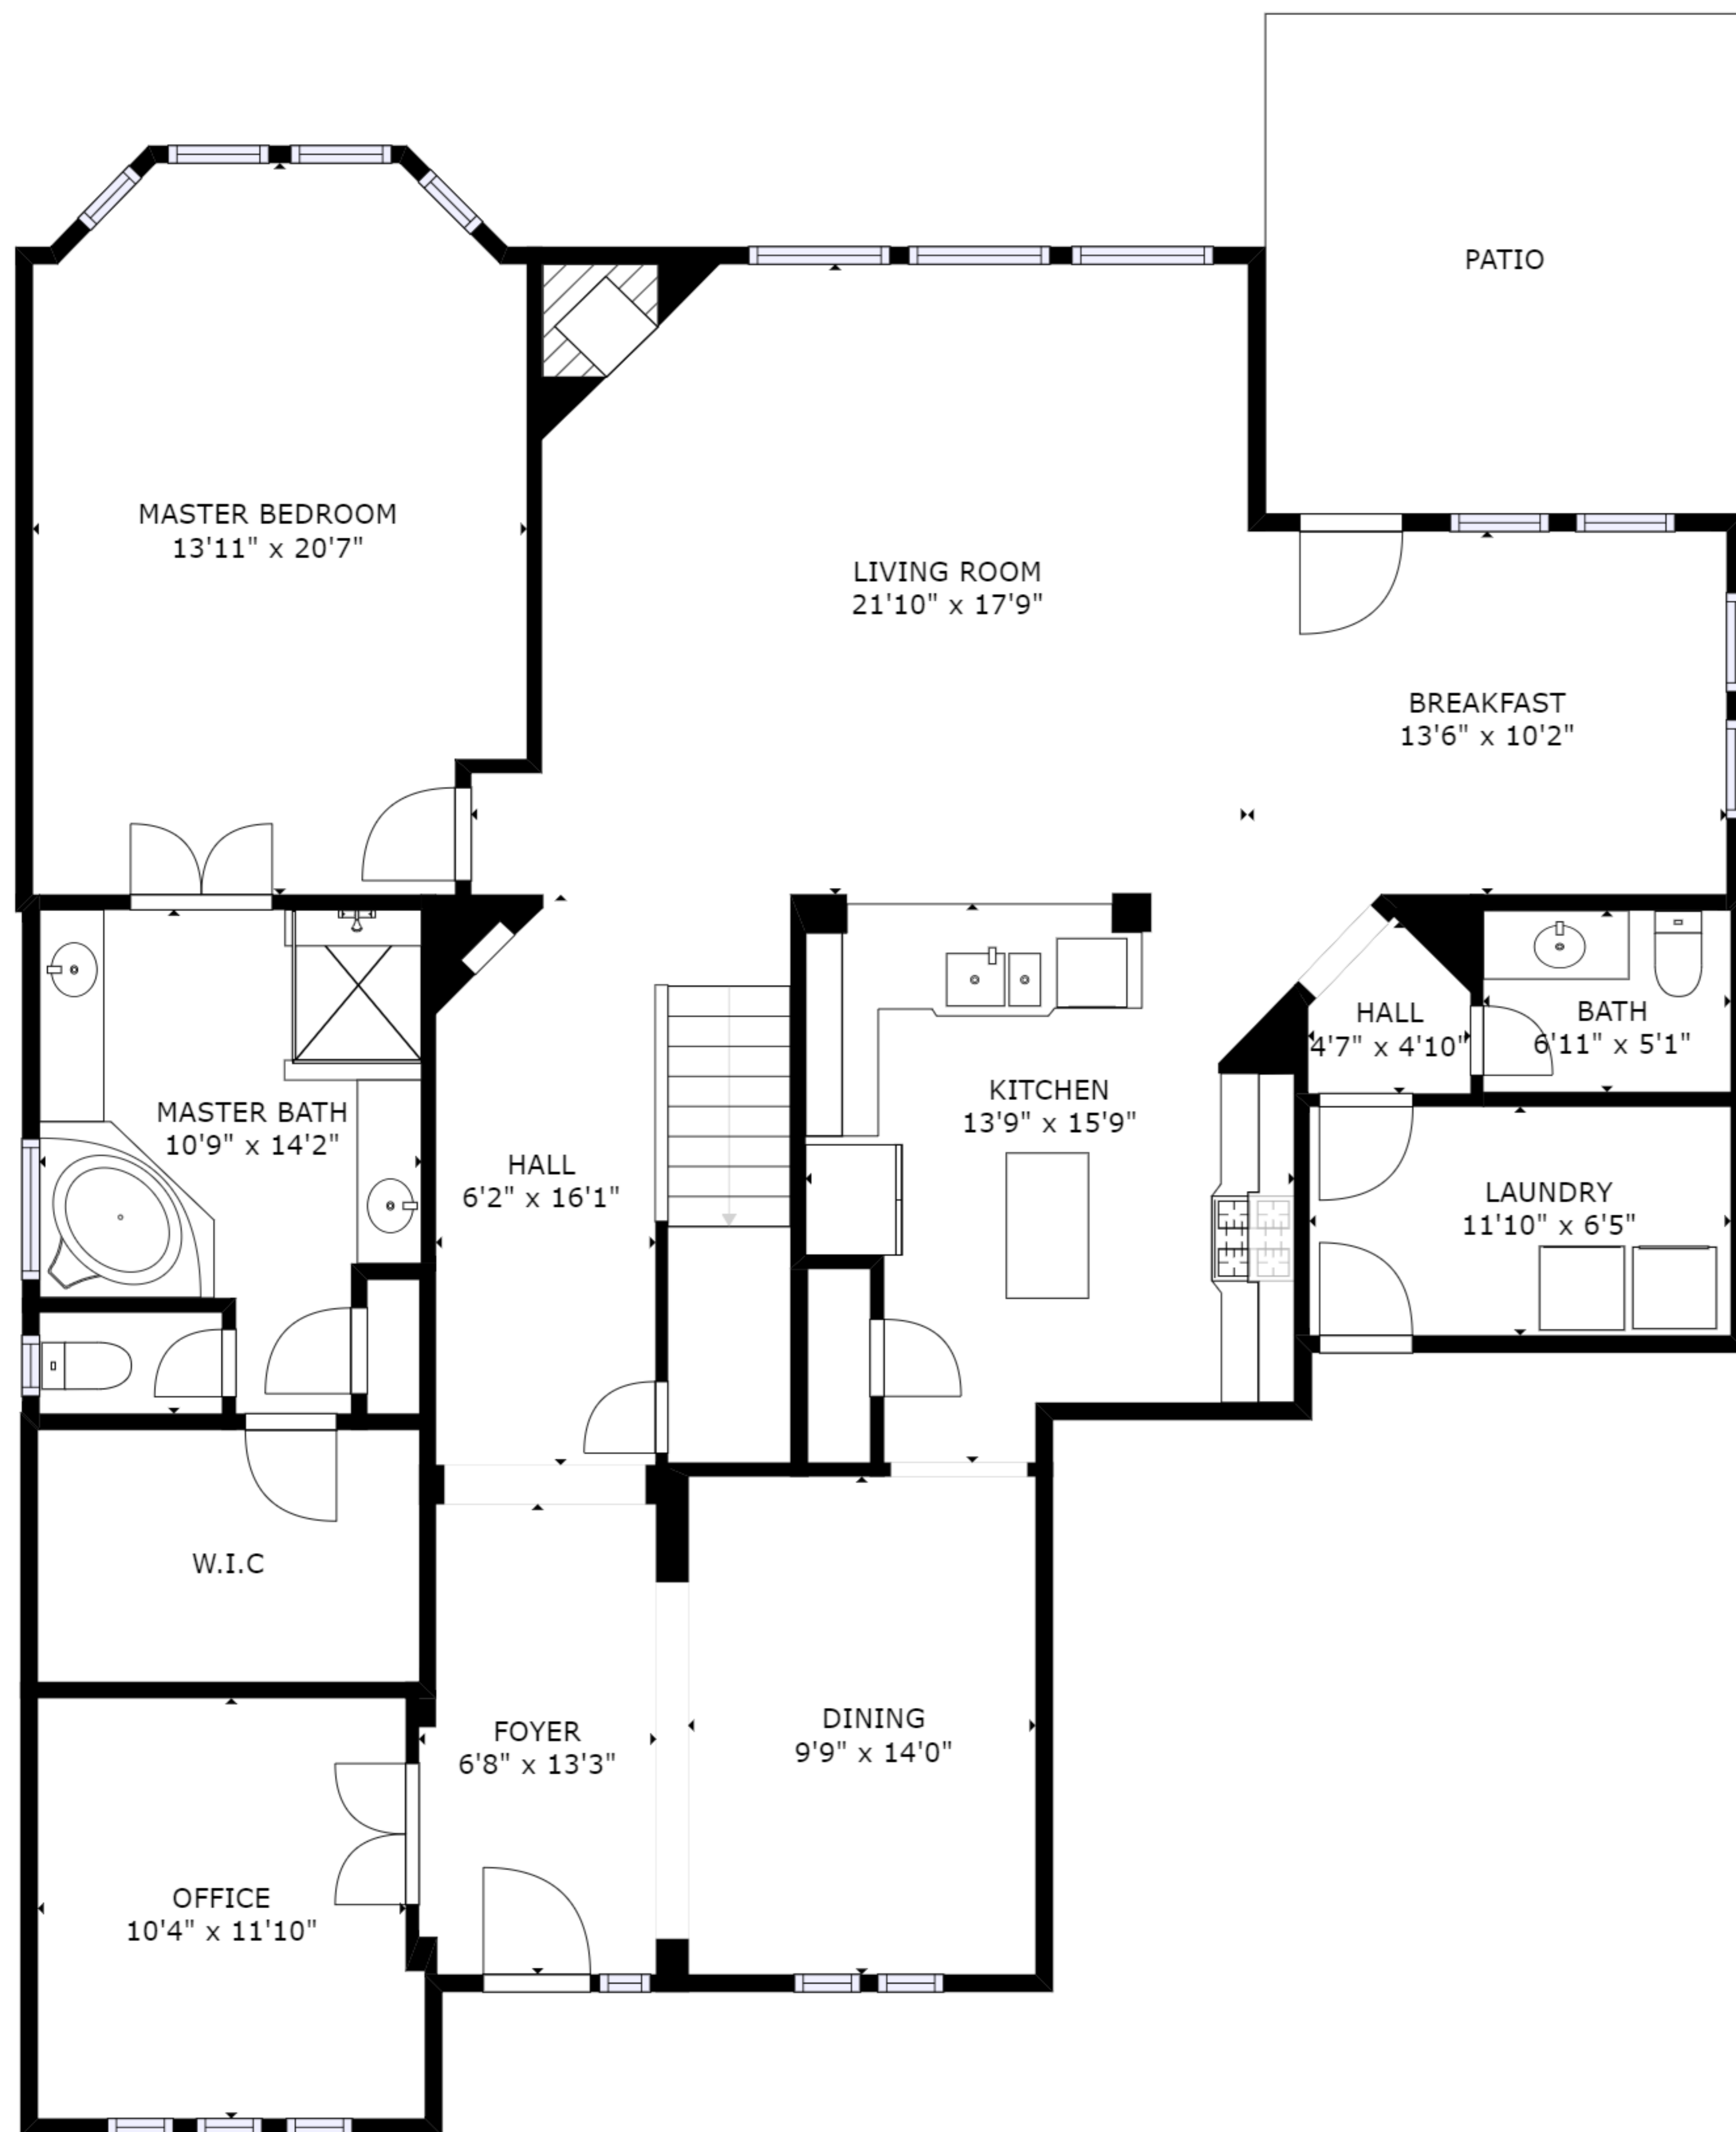 PATIO
MASTER BEDROOM
13'11" x 20'7"
LIVING ROOM
21'10" x 17'9"
BREAKFAST
13'6" x 10'2"
HALL
4'7" x 4'10"
BATH
6'11" x 5'1"
KITCHEN
13'9" x 15'9"
MASTER BATH
10'9" x 14'2"
HALL
6'2" x 16'1"
LAUNDRY
11'10" x 6'5"
W.I.C
FOYER
6'8" x 13'3"
DINING
9'9" x 14'0"
OFFICE
10'4" x 11'10"